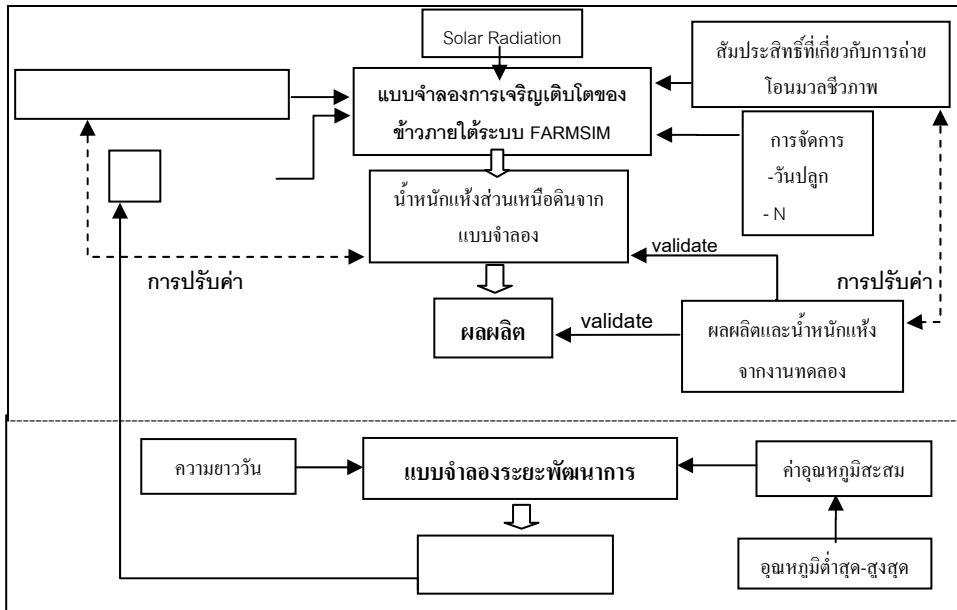 Solar Radiation
สัมประสิทธิ์ที่เกี่ยวกับการถ่าย
โอนมวลชีวภาพ
แบบจำลองการเจริญเติบโตของ
ข้าวภายใต้ระบบ FARMSIM
การจัดการ
-วันปลูก
- N
น้ำหนักแห้งส่วนเหนือดินจาก
แบบจำลอง
validate
การปรับค่า
การปรับค่า
ผลผลิต
validate
ผลผลิตและน้ำหนักแห้ง
จากงานทดลอง
ความยาววัน
แบบจำลองระยะพัฒนาการ
ค่าอุณหภูมิสะสม
อุณหภูมิต่ำสุด-สูงสุด